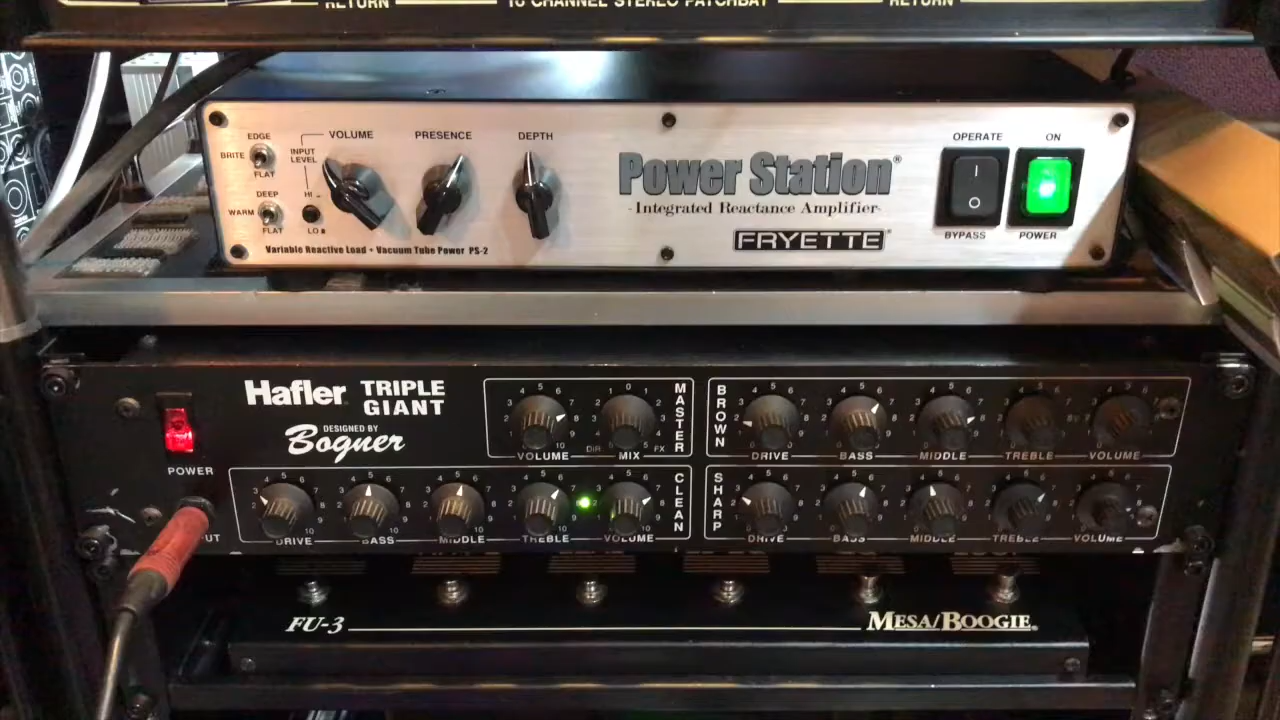 RETURN 16 CHANNEL STEREO PATCHBAY RETURN
EDGE
BRITE
FLAT
DEEP
WARM
FLAT
INPUT
LEVEL
HI
LO
VOLUME PRESENCE DEPTH
Variable Reactive Load + Vacuum Tube Power PS-2
Power Station®
-Integrated Reactance Amplifier-
FRYETTE®
OPERATE ON
I
O
BYPASS POWER
Hafler TRIPLE
GIANT
DESIGNED BY
Bogner
POWER
MASTER
VOLUME MIX
DIR FX
BROWN
DRIVE BASS MIDDLE TREBLE VOLUME
CLEAN
DRIVE BASS MIDDLE TREBLE VOLUME
SHARP
DRIVE BASS MIDDLE TREBLE VOLUME
FU-3 MESA/BOOGIE®